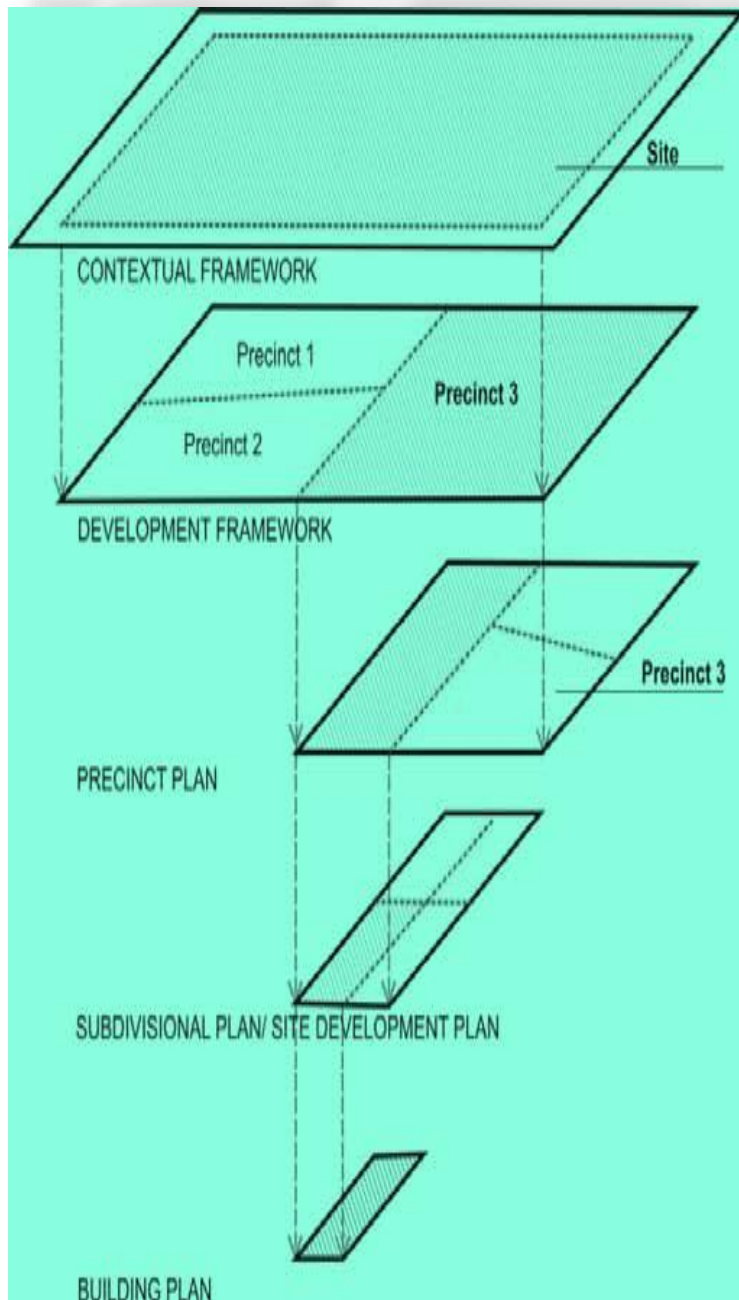 Site
CONTEXTUAL FRAMEWORK
Precinct 1
Precinct 3
Precinct 2
DEVELOPMENT FRAMEWORK
Precinct 3
PRECINCT PLAN
SUBDIVISIONAL PLAN/ SITE DEVELOPMENT PLAN
BUILDING PLAN